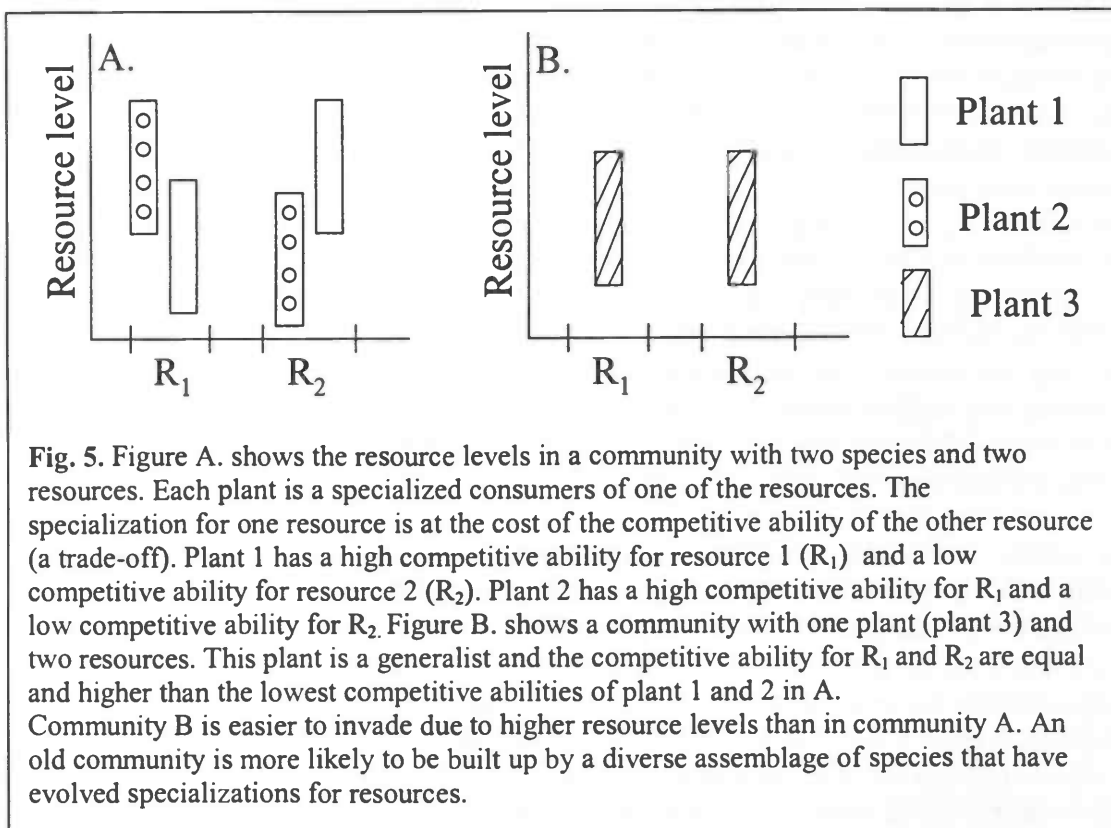 A.
Resource level
R1
R2
B.
Resource level
R1
R2
Plant 1
Plant 2
Plant 3
Fig. 5. Figure A. shows the resource levels in a community with two species and two
resources. Each plant is a specialized consumers of one of the resources. The
specialization for one resource is at the cost of the competitive ability of the other resource
(a trade-off). Plant 1 has a high competitive ability for resource 1 (R1) and a low
competitive ability for resource 2 (R2). Plant 2 has a high competitive ability for R1 and a
low competitive ability for R2. Figure B. shows a community with one plant (plant 3) and
two resources. This plant is a generalist and the competitive ability for R1 and R2 are equal
and higher than the lowest competitive abilities of plant 1 and 2 in A.
Community B is easier to invade due to higher resource levels than in community A. An
old community is more likely to be built up by a diverse assemblage of species that have
evolved specializations for resources.